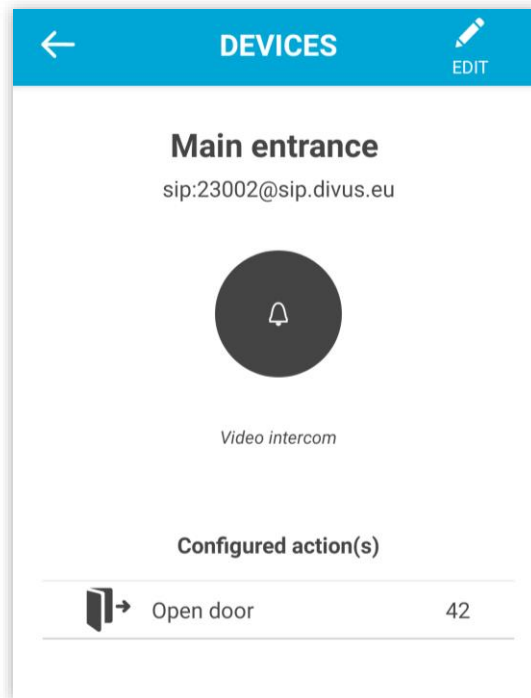 DEVICES
EDIT
Main entrance
sip:23002@sip.divus.eu
Video intercom
Configured action(s)
Open door 42